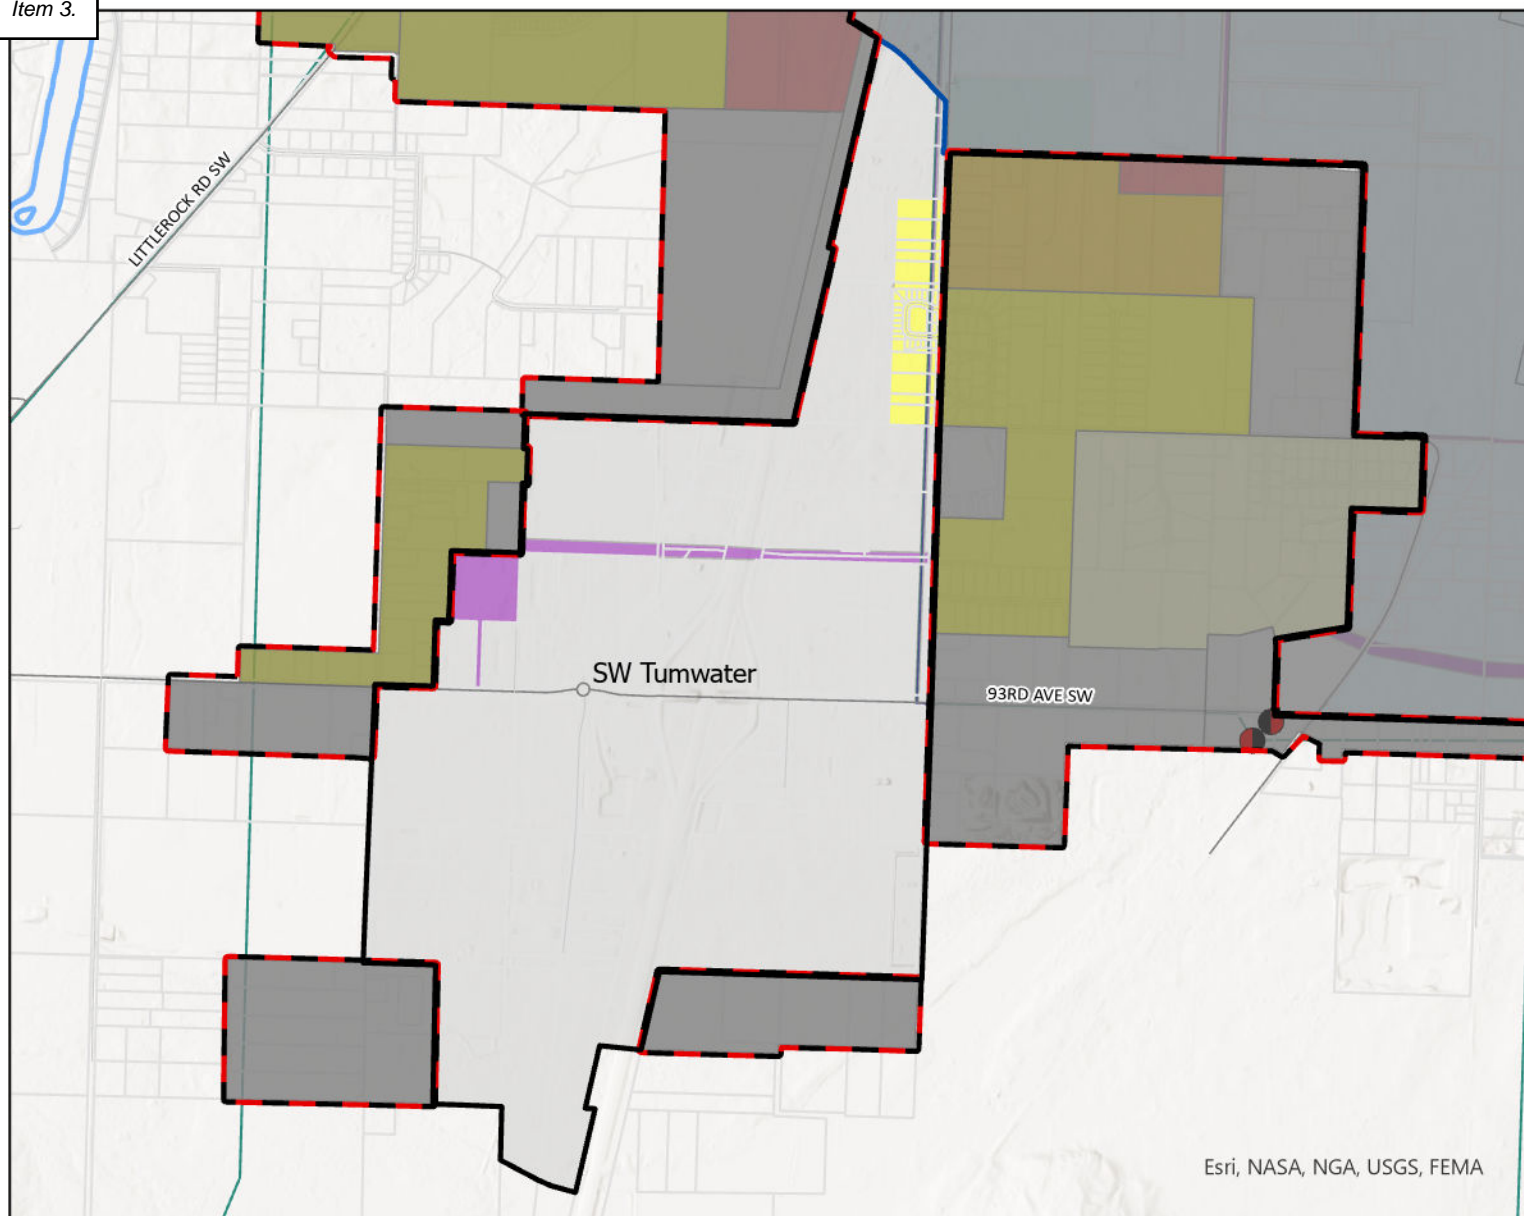 Item 3.
LITTLEROCK RD SW
SW Tumwater
93RD AVE SW
Esri, NASA, NGA, USGS, FEMA